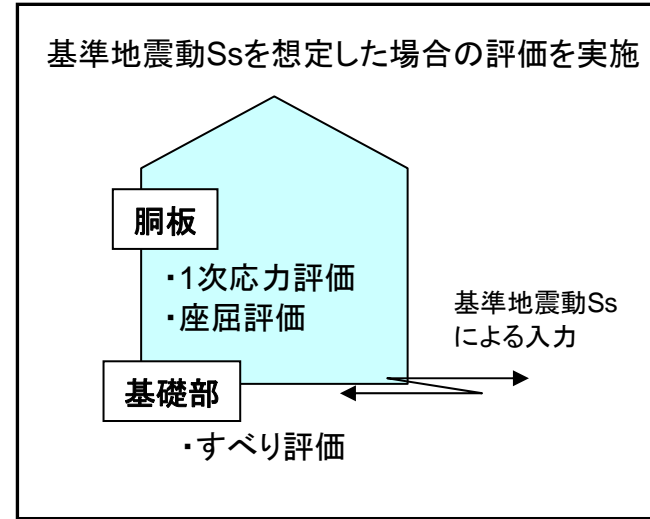 基準地震動Ssを想定した場合の評価を実施
胴板
・1次応力評価
・座屈評価
基準地震動Ss
による入力
基礎部
・すべり評価